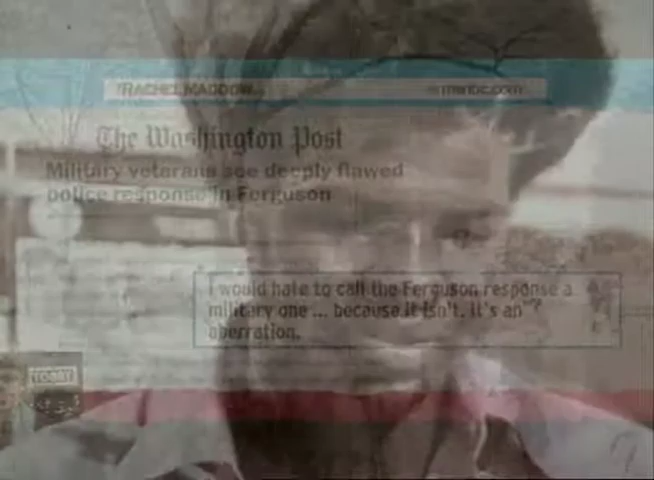 RACHEL MADDOW
msnbc.com
The Washington Post
Military veterans see deeply flawed
police response in Ferguson
I would hate to call the Ferguson response a
military one ... because it isn't. It's an
aberration.
TODAY